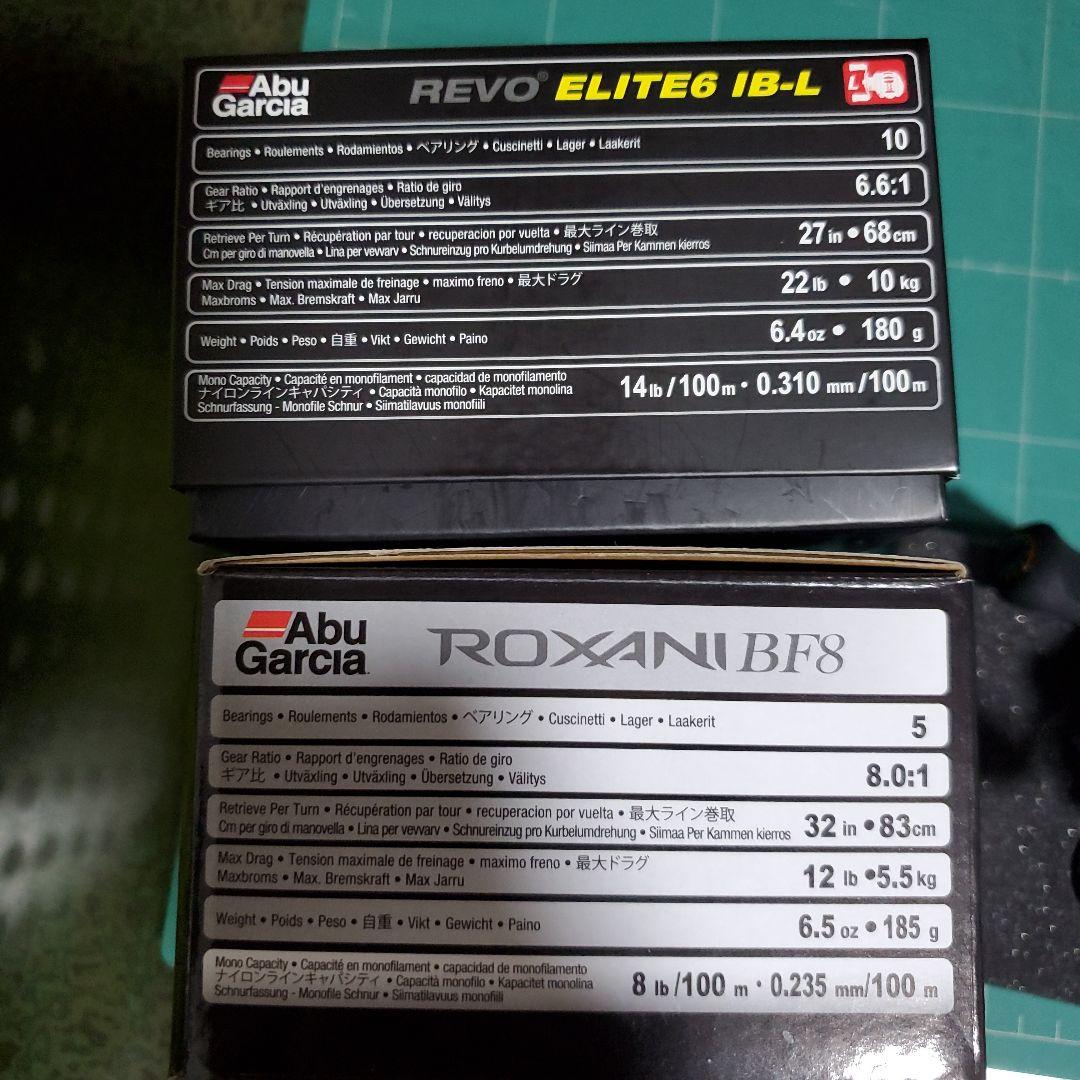 Abu
Garcia
REVO® ELITE6 IB-L
L
Bearings • Roulements • Rodamientos • ベアリング • Cuscinetti • Lager • Laakerit
10
Gear Ratio • Rapport d'engrenages • Ratio de giro
ギア比 • Utväxling • Utväxling • Übersetzung • Välitys
6.6:1
Retrieve Per Turn • Récupération par tour • recuperacion por vuelta • 最大ライン巻取
Cm per giro di manovella • Lina per vevvarv • Schnureinzug pro Kurbelumdrehung • Siimaa Per Kammen kierros
27 in • 68 cm
Max Drag • Tension maximale de freinage • maximo freno • 最大ドラグ
Maxbroms • Max. Bremskraft • Max Jarru
22 lb • 10 kg
Weight • Poids • Peso • 自重 • Vikt • Gewicht • Paino
6.4 oz • 180 g
Mono Capacity • Capacité en monofilament • capacidad de monofilamento
ナイロンラインキャパシティ • Capacità monofilo • Kapacitet monolina
Schnurfassung - Monofile Schnur • Siimatilavuus monofiili
14 lb /100 m · 0.310 mm /100 m
Abu
Garcia
ROXANI BF8
Bearings • Roulements • Rodamientos • ベアリング • Cuscinetti • Lager • Laakerit
5
Gear Ratio • Rapport d'engrenages • Ratio de giro
ギア比 • Utväxling • Utväxling • Übersetzung • Välitys
8.0:1
Retrieve Per Turn • Récupération par tour • recuperacion por vuelta • 最大ライン巻取
Cm per giro di manovella • Lina per vevvarv • Schnureinzug pro Kurbelumdrehung • Siimaa Per Kammen kierros
32 in • 83 cm
Max Drag • Tension maximale de freinage • maximo freno • 最大ドラグ
Maxbroms • Max. Bremskraft • Max Jarru
12 lb • 5.5 kg
Weight • Poids • Peso • 自重 • Vikt • Gewicht • Paino
6.5 oz • 185 g
Mono Capacity • Capacité en monofilament • capacidad de monofilamento
ナイロンラインキャパシティ • Capacità monofilo • Kapacitet monolina
Schnurfassung - Monofile Schnur • Siimatilavuus monofiili
8 lb /100 m · 0.235 mm/100 m